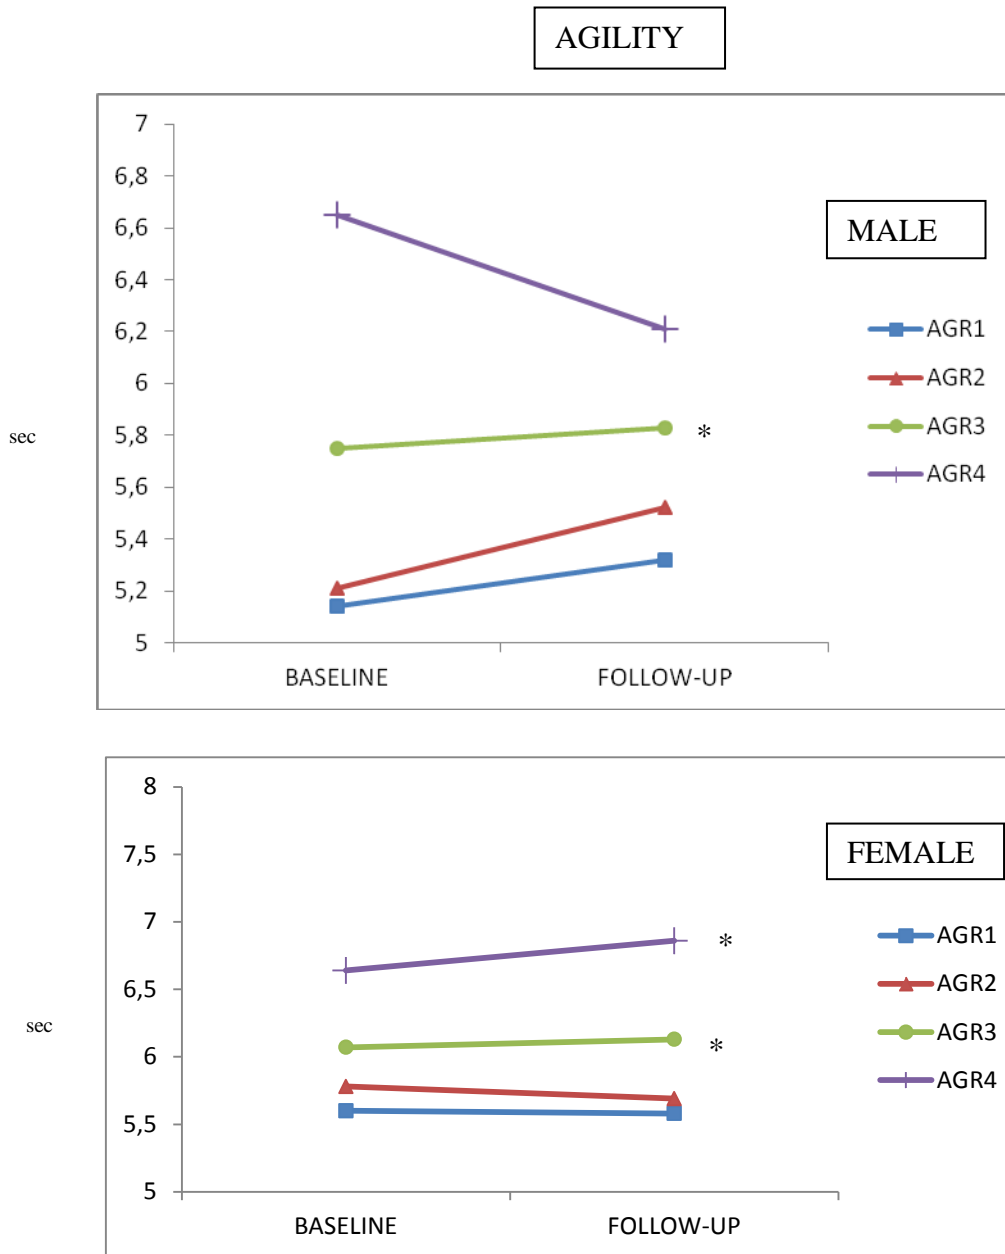 AGILITY
7
6,8
6,6
6,4
6,2
6
5,8
5,6
5,4
5,2
5
sec
BASELINE
FOLLOW-UP
MALE
AGR1
AGR2
AGR3
AGR4
*
8
7,5
7
6,5
6
5,5
5
sec
BASELINE
FOLLOW-UP
FEMALE
AGR1
AGR2
AGR3
AGR4
*
*